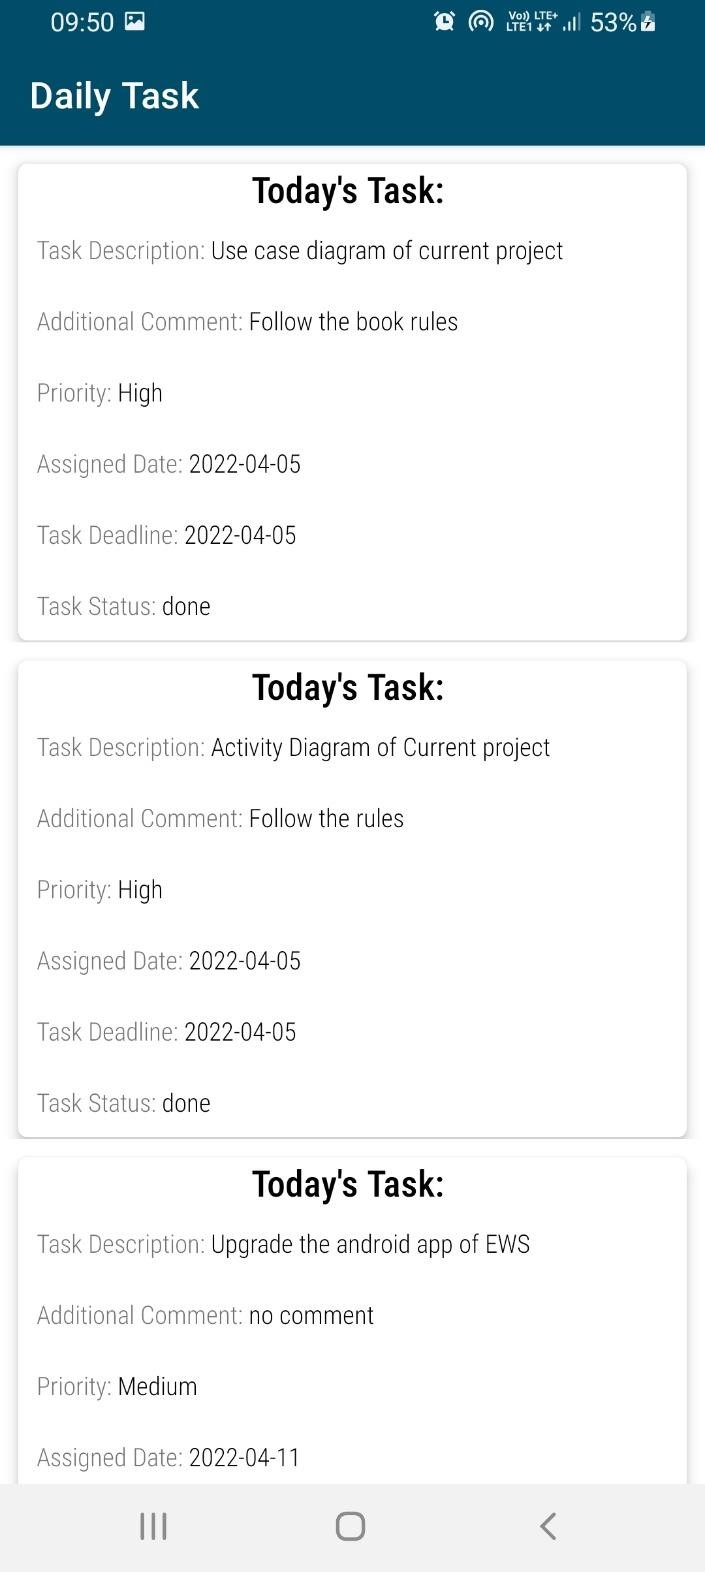 09:50 Vo) LTE+ LTE1 53%
Daily Task
Today's Task:
Task Description: Use case diagram of current project
Additional Comment: Follow the book rules
Priority: High
Assigned Date: 2022-04-05
Task Deadline: 2022-04-05
Task Status: done
Today's Task:
Task Description: Activity Diagram of Current project
Additional Comment: Follow the rules
Priority: High
Assigned Date: 2022-04-05
Task Deadline: 2022-04-05
Task Status: done
Today's Task:
Task Description: Upgrade the android app of EWS
Additional Comment: no comment
Priority: Medium
Assigned Date: 2022-04-11